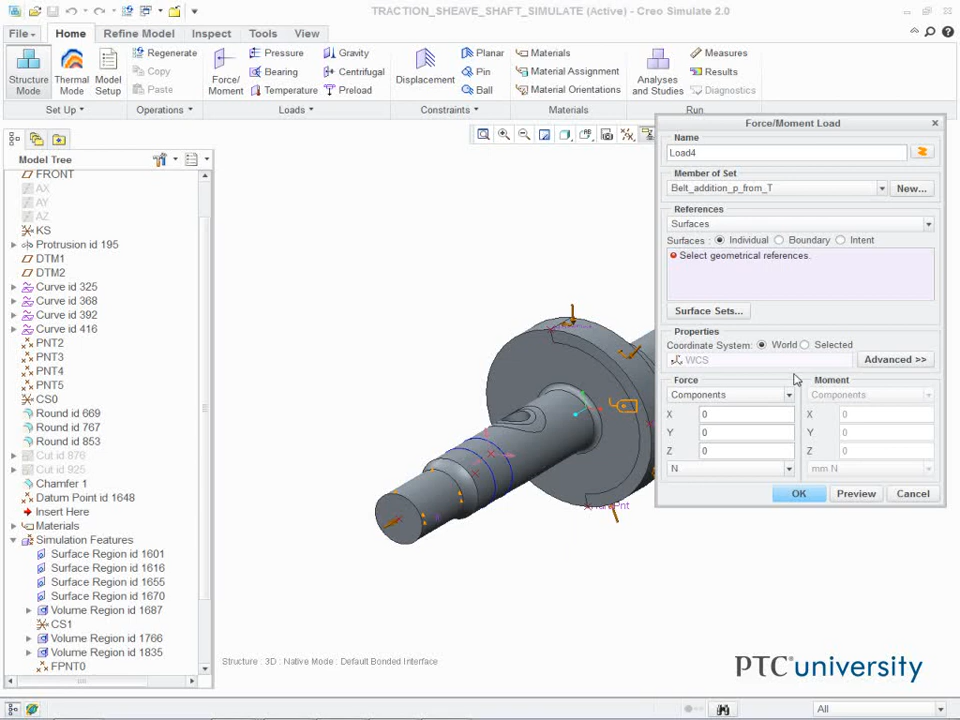 TRACTION_SHEAVE_SHAFT_SIMULATE (Active) - Creo Simulate 2.0
File Home Refine Model Inspect Tools View
Structure Mode
Thermal Mode
Model Setup
Regenerate
Copy
Paste
Force/ Moment
Pressure
Bearing
Temperature
Gravity
Centrifugal
Preload
Displacement
Planar
Pin
Ball
Materials
Material Assignment
Material Orientations
Analyses and Studies
Measures
Results
Diagnostics
Set Up Operations Loads Constraints Materials Run
Model Tree
FRONT
AX
AY
AZ
KS
Protrusion id 195
DTM1
DTM2
Curve id 325
Curve id 368
Curve id 392
Curve id 416
PNT2
PNT3
PNT4
PNT5
CS0
Round id 669
Round id 767
Round id 853
Cut id 876
Cut id 925
Chamfer 1
Datum Point id 1648
Insert Here
Materials
Simulation Features
Surface Region id 1601
Surface Region id 1616
Surface Region id 1655
Surface Region id 1670
Volume Region id 1687
CS1
Volume Region id 1766
Volume Region id 1835
FPNT0
Force/Moment Load
Name
Load4
Member of Set
Belt_addition_p_from_T New...
References
Surfaces
Surfaces : Individual Boundary Intent
Select geometrical references.
Surface Sets...
Properties
Coordinate System: World Selected
WCS Advanced >>
Force Moment
Components Components
X 0 X 0
Y 0 Y 0
Z 0 Z 0
N mm N
OK Preview Cancel
Structure : 3D : Native Mode : Default Bonded Interface
PTC university
All